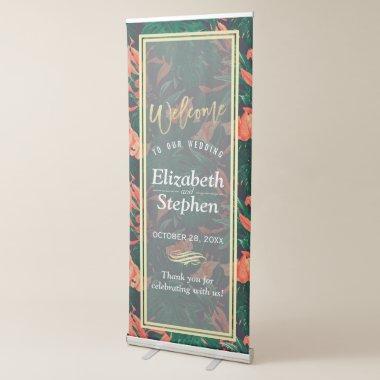 Welcome
TO OUR WEDDING
Elizabeth
and
Stephen
OCTOBER 28, 20XX
Thank you for
celebrating with us!